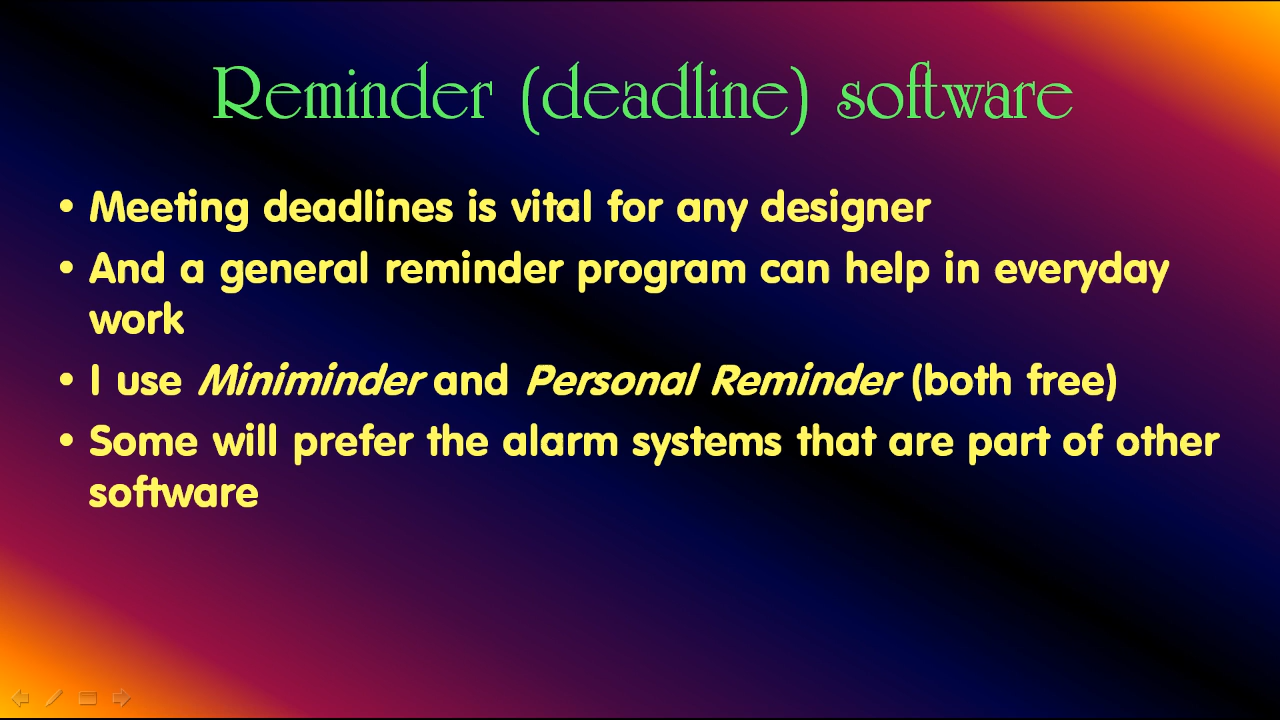 Reminder (deadline) software
• Meeting deadlines is vital for any designer
• And a general reminder program can help in everyday
work
• I use Miniminder and Personal Reminder (both free)
• Some will prefer the alarm systems that are part of other
software